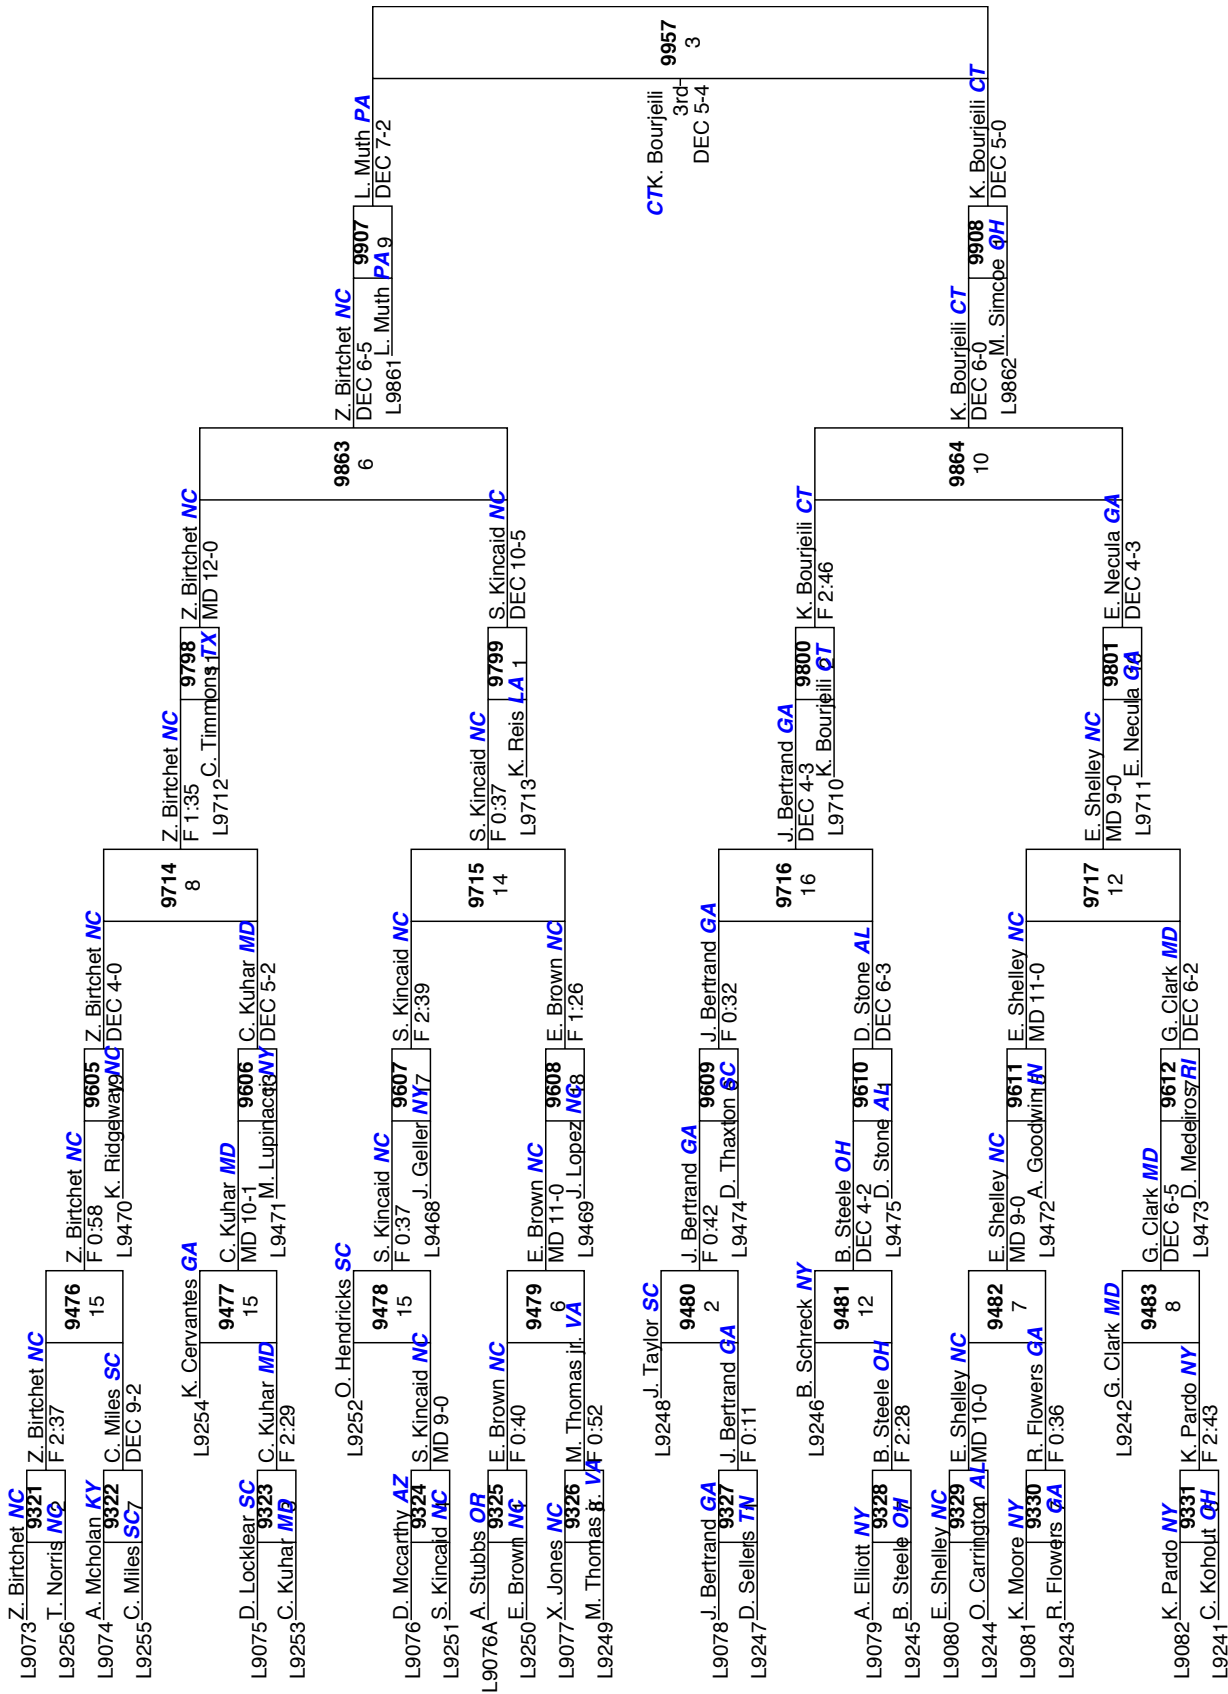 L9073 Z. Birtchet NC
9321
2
L9256 T. Norris NC
Z. Birtchet NC
F 2:37
L9074 A. Mcholan KY
9322
7
L9255 C. Miles SC
C. Miles SC
DEC 9-2
9476
15
Z. Birtchet NC
F 0:58
L9470 K. Ridgeway NC
9605
Z. Birtchet NC
DEC 4-0
L9254 K. Cervantes GA
L9075 D. Locklear SC
9323
L9253 C. Kuhar MD
C. Kuhar MD
F 2:29
9477
15
C. Kuhar MD
MD 10-1
L9471 M. Lupinacci NY
9606
C. Kuhar MD
DEC 5-2
9714
8
Z. Birtchet NC
F 1:35
L9712 C. Timmons TX
9798
Z. Birtchet NC
MD 12-0
L9252 O. Hendricks SC
L9076 D. Mccarthy AZ
9324
L9251 S. Kincaid NC
S. Kincaid NC
MD 9-0
9478
15
S. Kincaid NC
F 0:37
L9468 J. Geller NY
9607
7
S. Kincaid NC
F 2:39
L9076A A. Stubbs OR
9325
L9250 E. Brown NC
E. Brown NC
F 0:40
L9077 X. Jones NC
9326
L9249 M. Thomas jr. VA
M. Thomas jr. VA
F 0:52
9479
6
E. Brown NC
MD 11-0
L9469 J. Lopez NC
9608
8
E. Brown NC
F 1:26
9715
14
S. Kincaid NC
F 0:37
L9713 K. Reis LA
9799
1
S. Kincaid NC
DEC 10-5
9863
6
Z. Birtchet NC
DEC 6-5
L9861 L. Muth PA
9907
9
L. Muth PA
DEC 7-2
L9248 J. Taylor SC
L9078 J. Bertrand GA
9327
L9247 D. Sellers TN
J. Bertrand GA
F 0:11
9480
2
J. Bertrand GA
F 0:42
L9474 D. Thaxton SC
9609
J. Bertrand GA
F 0:32
L9246 B. Schreck NY
L9079 A. Elliott NY
9328
L9245 B. Steele OH
B. Steele OH
F 2:28
9481
12
B. Steele OH
DEC 4-2
L9475 D. Stone AL
9610
D. Stone AL
DEC 6-3
9716
16
J. Bertrand GA
DEC 4-3
L9710 K. Bourjeili CT
9800
K. Bourjeili CT
F 2:46
L9080 E. Shelley NC
9329
L9244 O. Carrington AL
E. Shelley NC
MD 10-0
L9081 K. Moore NY
9330
L9243 R. Flowers GA
R. Flowers GA
F 0:36
9482
7
E. Shelley NC
MD 9-0
L9472 A. Goodwin IN
9611
E. Shelley NC
MD 11-0
L9242 G. Clark MD
L9082 K. Pardo NY
9331
L9241 C. Kohout OH
K. Pardo NY
F 2:43
9483
8
G. Clark MD
DEC 6-5
L9473 D. Medeiros RI
9612
7
G. Clark MD
DEC 6-2
9717
12
E. Shelley NC
MD 9-0
L9711 E. Necula GA
9801
E. Necula GA
DEC 4-3
9864
10
K. Bourjeili CT
DEC 6-0
L9862 M. Simcoe OH
9908
K. Bourjeili CT
DEC 5-0
9957
3
CT K. Bourjeili
3rd
DEC 5-4